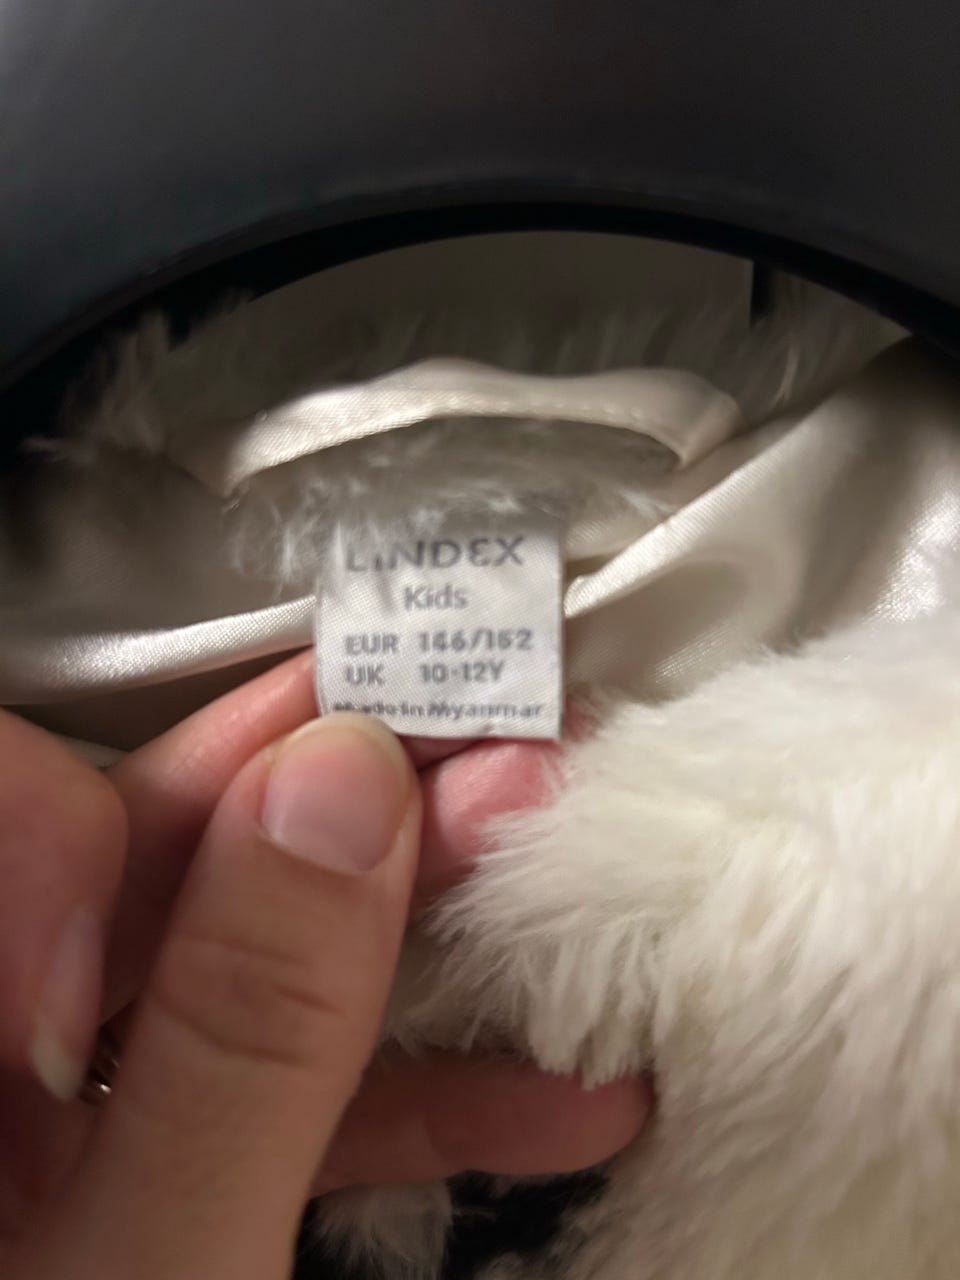 LINDEX
Kids
EUR 146/152
UK 10-12Y
Made in Myanmar